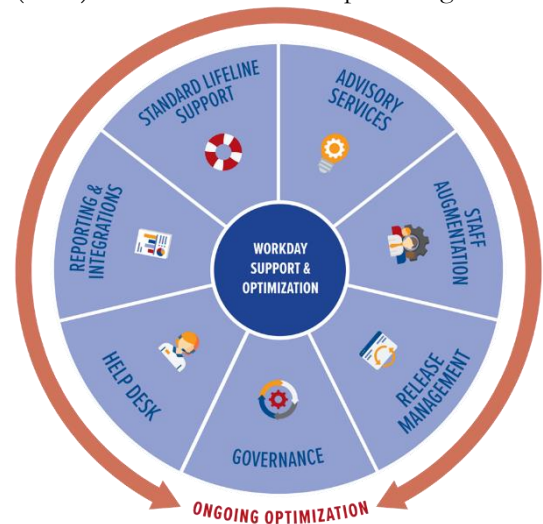 STANDARD LIFELINE
SUPPORT
ADVISORY
SERVICES
STAFF
AUGMENTATION
RELEASE
MANAGEMENT
GOVERNANCE
HELP DESK
REPORTING &
INTEGRATIONS
WORKDAY
SUPPORT &
OPTIMIZATION
ONGOING OPTIMIZATION